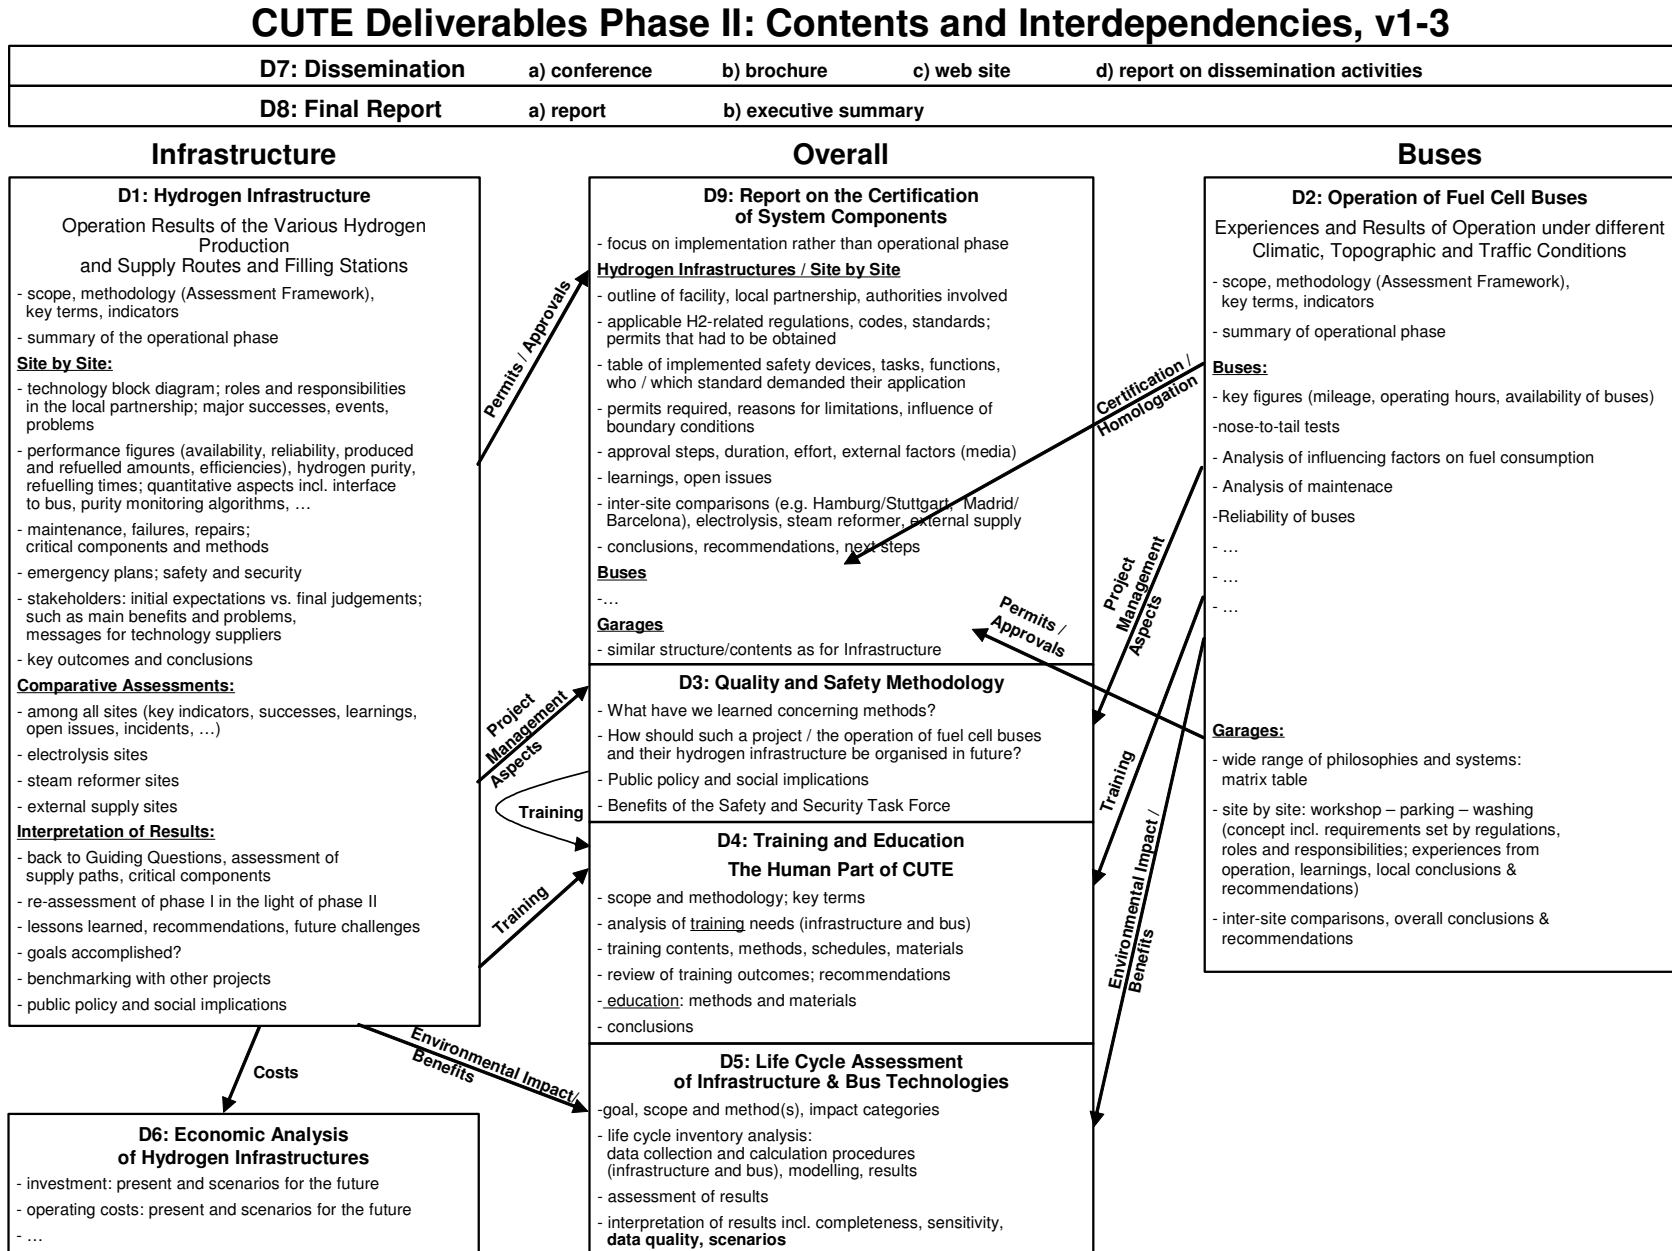 CUTE Deliverables Phase II: Contents and Interdependencies, v1-3
D7: Dissemination a) conference b) brochure c) web site d) report on dissemination activities
D8: Final Report a) report b) executive summary
Infrastructure
D1: Hydrogen Infrastructure
Operation Results of the Various Hydrogen
Production
and Supply Routes and Filling Stations
- scope, methodology (Assessment Framework),
key terms, indicators
- summary of the operational phase
Site by Site:
- technology block diagram; roles and responsibilities
in the local partnership; major successes, events,
problems
- performance figures (availability, reliability, produced
and refuelled amounts, efficiencies), hydrogen purity,
refuelling times; quantitative aspects incl. interface
to bus, purity monitoring algorithms, …
- maintenance, failures, repairs;
critical components and methods
- emergency plans; safety and security
- stakeholders: initial expectations vs. final judgements;
such as main benefits and problems,
messages for technology suppliers
- key outcomes and conclusions
Comparative Assessments:
- among all sites (key indicators, successes, learnings,
open issues, incidents, …)
- electrolysis sites
- steam reformer sites
- external supply sites
Interpretation of Results:
- back to Guiding Questions, assessment of
supply paths, critical components
- re-assessment of phase I in the light of phase II
- lessons learned, recommendations, future challenges
- goals accomplished?
- benchmarking with other projects
- public policy and social implications
Costs
D6: Economic Analysis
of Hydrogen Infrastructures
- investment: present and scenarios for the future
- operating costs: present and scenarios for the future
- …
Permits / Approvals
Project
Management
Aspects
Training
Training
Environmental Impact/
Benefits
Overall
D9: Report on the Certification
of System Components
- focus on implementation rather than operational phase
Hydrogen Infrastructures / Site by Site
- outline of facility, local partnership, authorities involved
- applicable H2-related regulations, codes, standards;
permits that had to be obtained
- table of implemented safety devices, tasks, functions,
who / which standard demanded their application
- permits required, reasons for limitations, influence of
boundary conditions
- approval steps, duration, effort, external factors (media)
- learnings, open issues
- inter-site comparisons (e.g. Hamburg/Stuttgart, Madrid/
Barcelona), electrolysis, steam reformer, external supply
- conclusions, recommendations, next steps
Buses
-…
Garages
- similar structure/contents as for Infrastructure
D3: Quality and Safety Methodology
- What have we learned concerning methods?
- How should such a project / the operation of fuel cell buses
and their hydrogen infrastructure be organised in future?
- Public policy and social implications
- Benefits of the Safety and Security Task Force
D4: Training and Education
The Human Part of CUTE
- scope and methodology; key terms
- analysis of training needs (infrastructure and bus)
- training contents, methods, schedules, materials
- review of training outcomes; recommendations
- education: methods and materials
- conclusions
D5: Life Cycle Assessment
of Infrastructure & Bus Technologies
-goal, scope and method(s), impact categories
- life cycle inventory analysis:
data collection and calculation procedures
(infrastructure and bus), modelling, results
- assessment of results
- interpretation of results incl. completeness, sensitivity,
data quality, scenarios
Certification /
Homologation
Project
Management
Aspects
Permits /
Approvals
Training
Environmental Impact /
Benefits
Buses
D2: Operation of Fuel Cell Buses
Experiences and Results of Operation under different
Climatic, Topographic and Traffic Conditions
- scope, methodology (Assessment Framework),
key terms, indicators
- summary of operational phase
Buses:
- key figures (mileage, operating hours, availability of buses)
-nose-to-tail tests
- Analysis of influencing factors on fuel consumption
- Analysis of maintenace
-Reliability of buses
- …
- …
- …
Garages:
- wide range of philosophies and systems:
matrix table
- site by site: workshop – parking – washing
(concept incl. requirements set by regulations,
roles and responsibilities; experiences from
operation, learnings, local conclusions &
recommendations)
- inter-site comparisons, overall conclusions &
recommendations